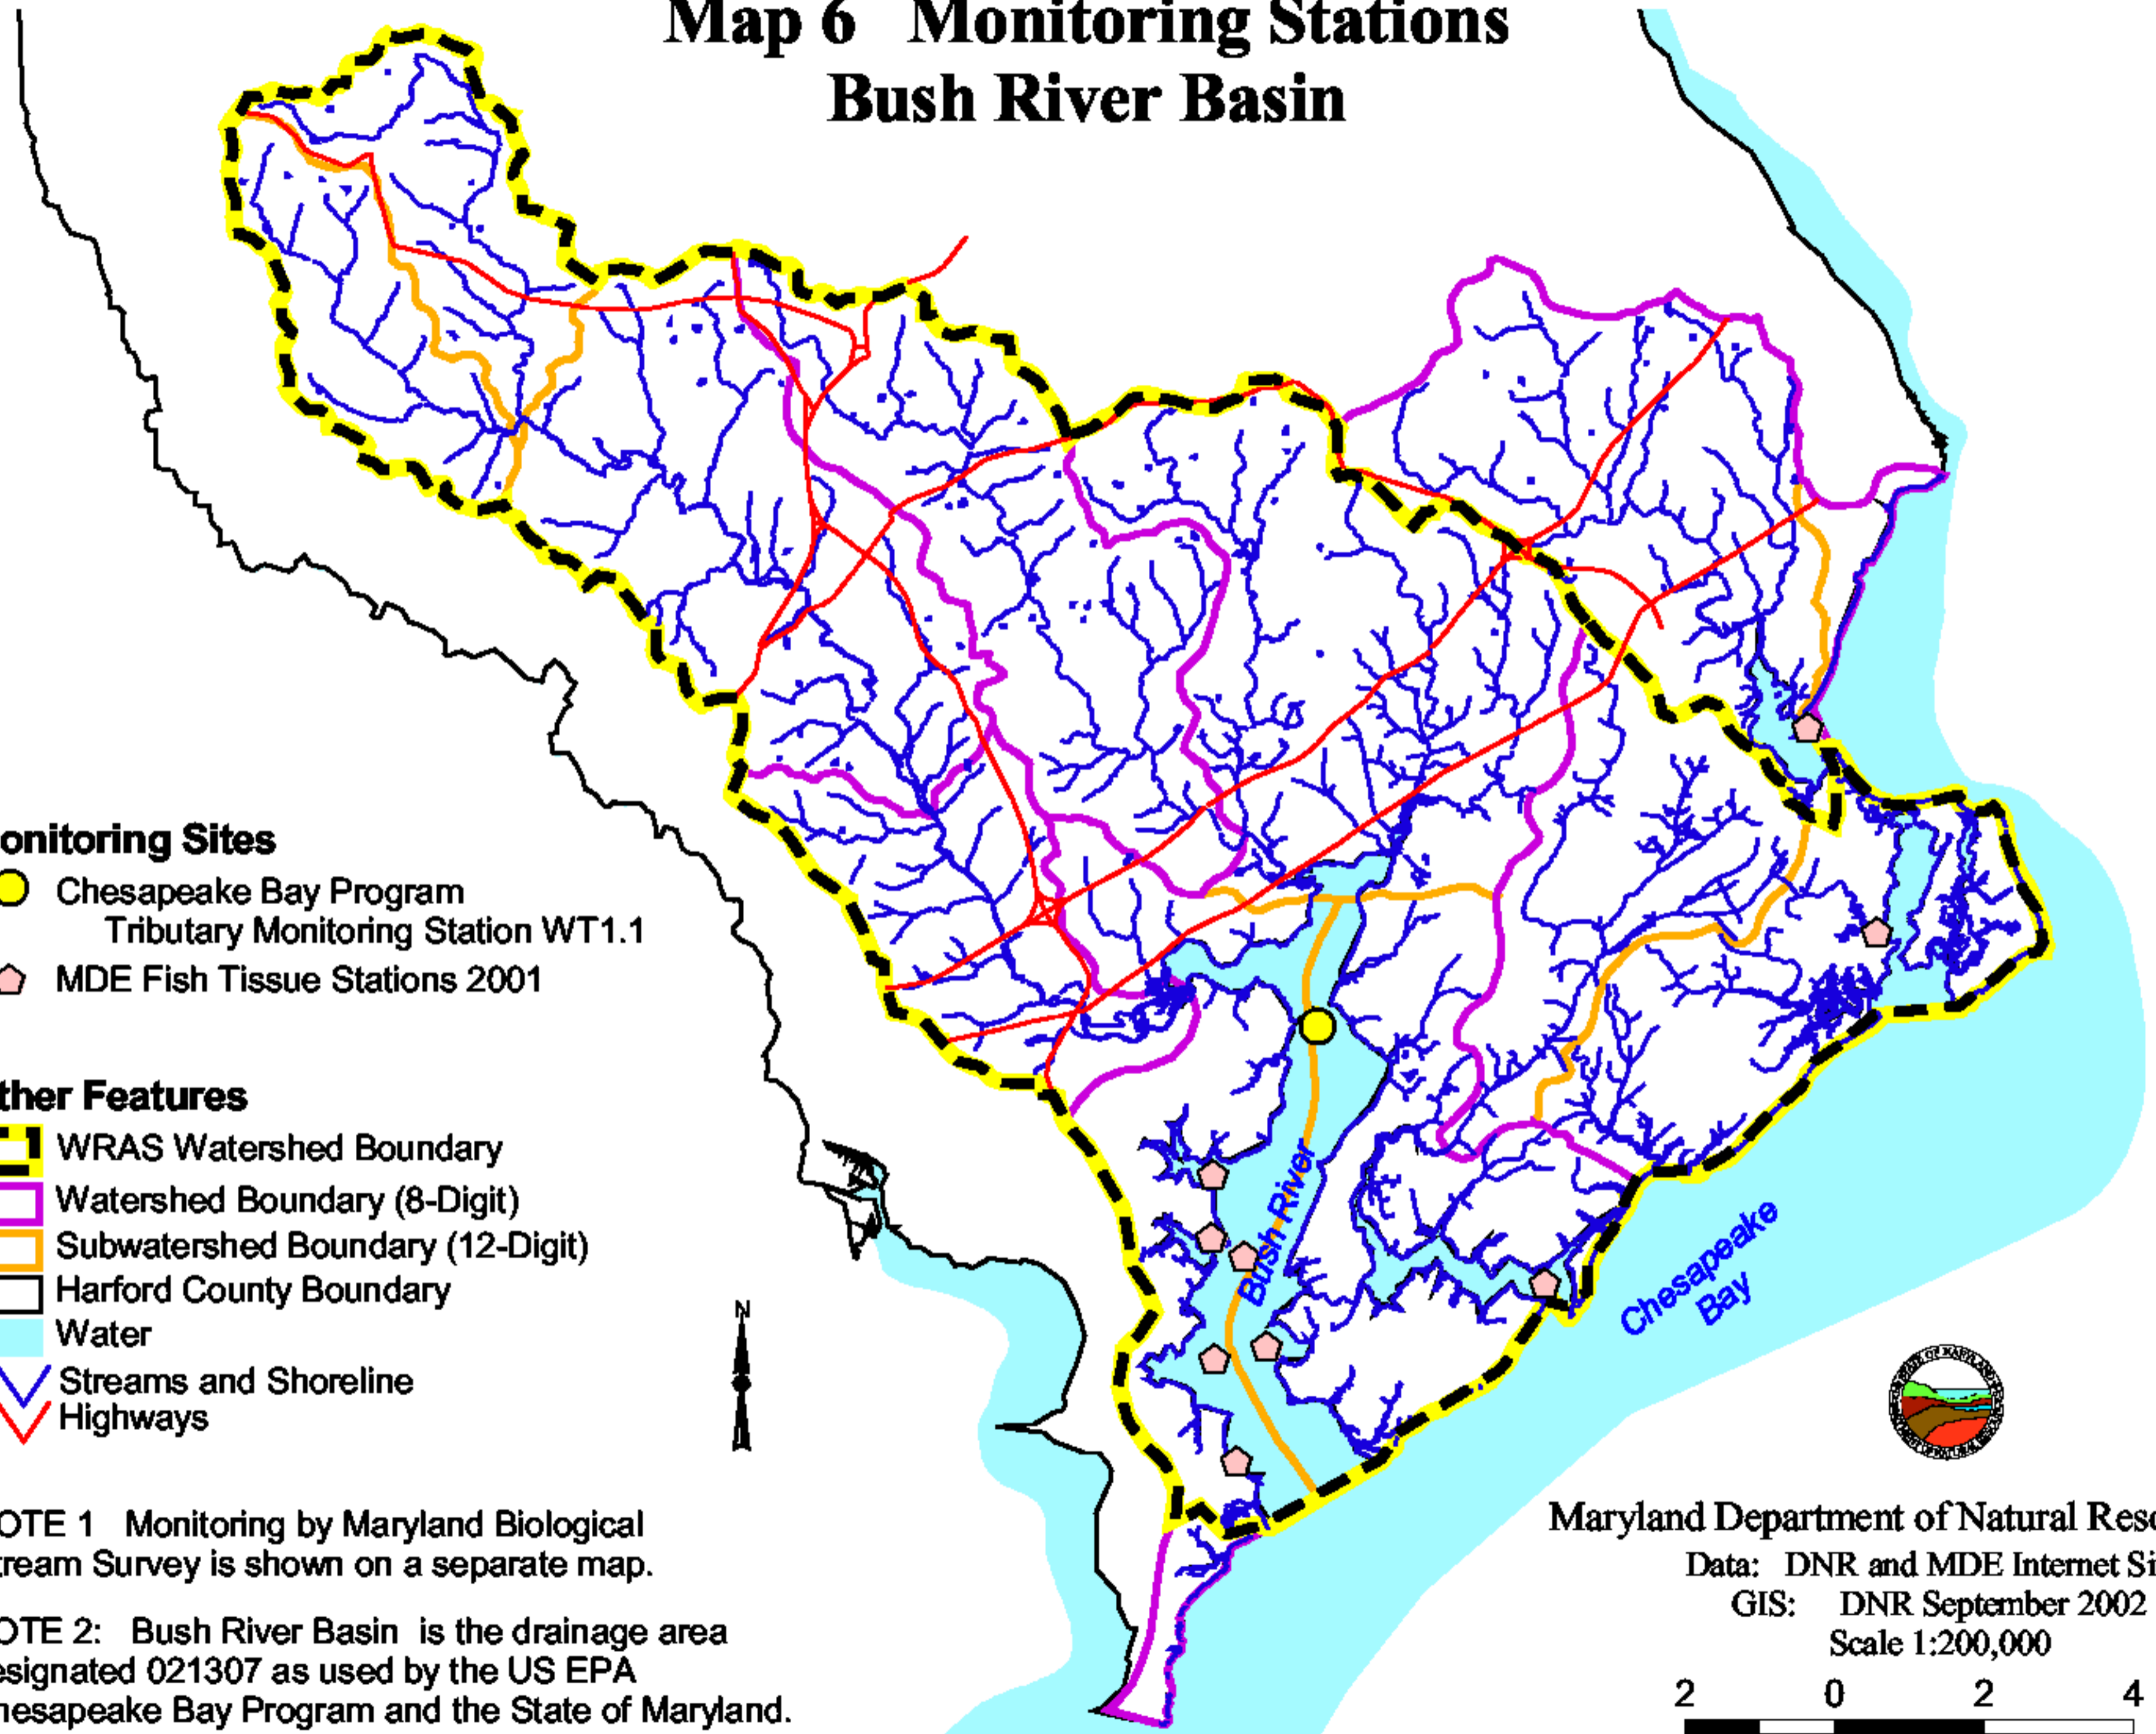 Map 6 Monitoring Stations
Bush River Basin
onitoring Sites
Chesapeake Bay Program
Tributary Monitoring Station WT1.1
MDE Fish Tissue Stations 2001
ther Features
WRAS Watershed Boundary
Watershed Boundary (8-Digit)
Subwatershed Boundary (12-Digit)
Harford County Boundary
Water
Streams and Shoreline
Highways
N
Bush River
Chesapeake
Bay
OTE 1 Monitoring by Maryland Biological
tream Survey is shown on a separate map.
OTE 2: Bush River Basin is the drainage area
esignated 021307 as used by the US EPA
hesapeake Bay Program and the State of Maryland.
Maryland Department of Natural Reso
Data: DNR and MDE Internet Si
GIS: DNR September 2002
Scale 1:200,000
2 0 2 4